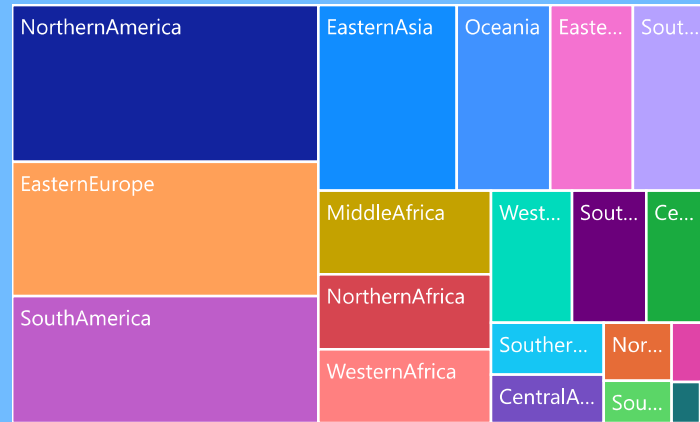 NorthernAmerica
EasternAsia
Oceania
Easte...
Sout...
EasternEurope
SouthAmerica
MiddleAfrica
NorthernAfrica
WesternAfrica
West...
Sout...
Ce...
Souther...
Nor...
CentralA...
Sou...